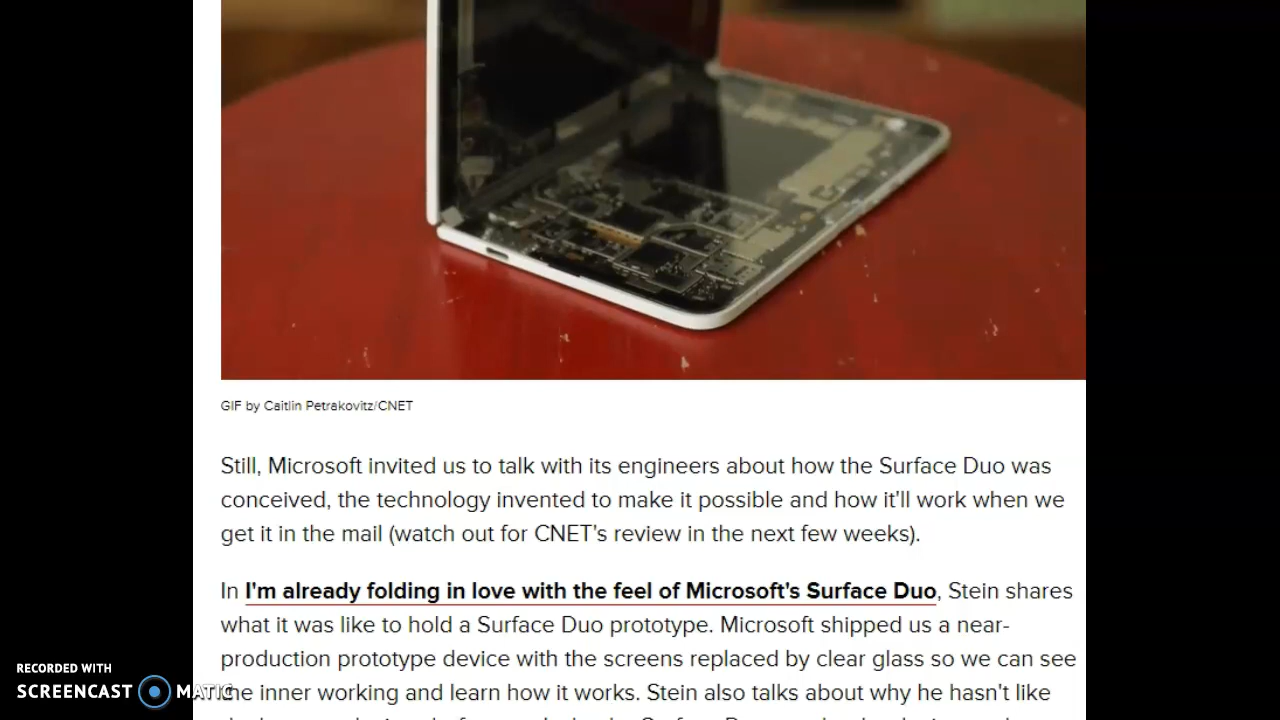 GIF by Caitlin Petrakovitz/CNET
Still, Microsoft invited us to talk with its engineers about how the Surface Duo was
conceived, the technology invented to make it possible and how it'll work when we
get it in the mail (watch out for CNET's review in the next few weeks).
In I'm already folding in love with the feel of Microsoft's Surface Duo, Stein shares
what it was like to hold a Surface Duo prototype. Microsoft shipped us a near-
production prototype device with the screens replaced by clear glass so we can see
the inner working and learn how it works. Stein also talks about why he hasn't like
RECORDED WITH
SCREENCAST MATIC